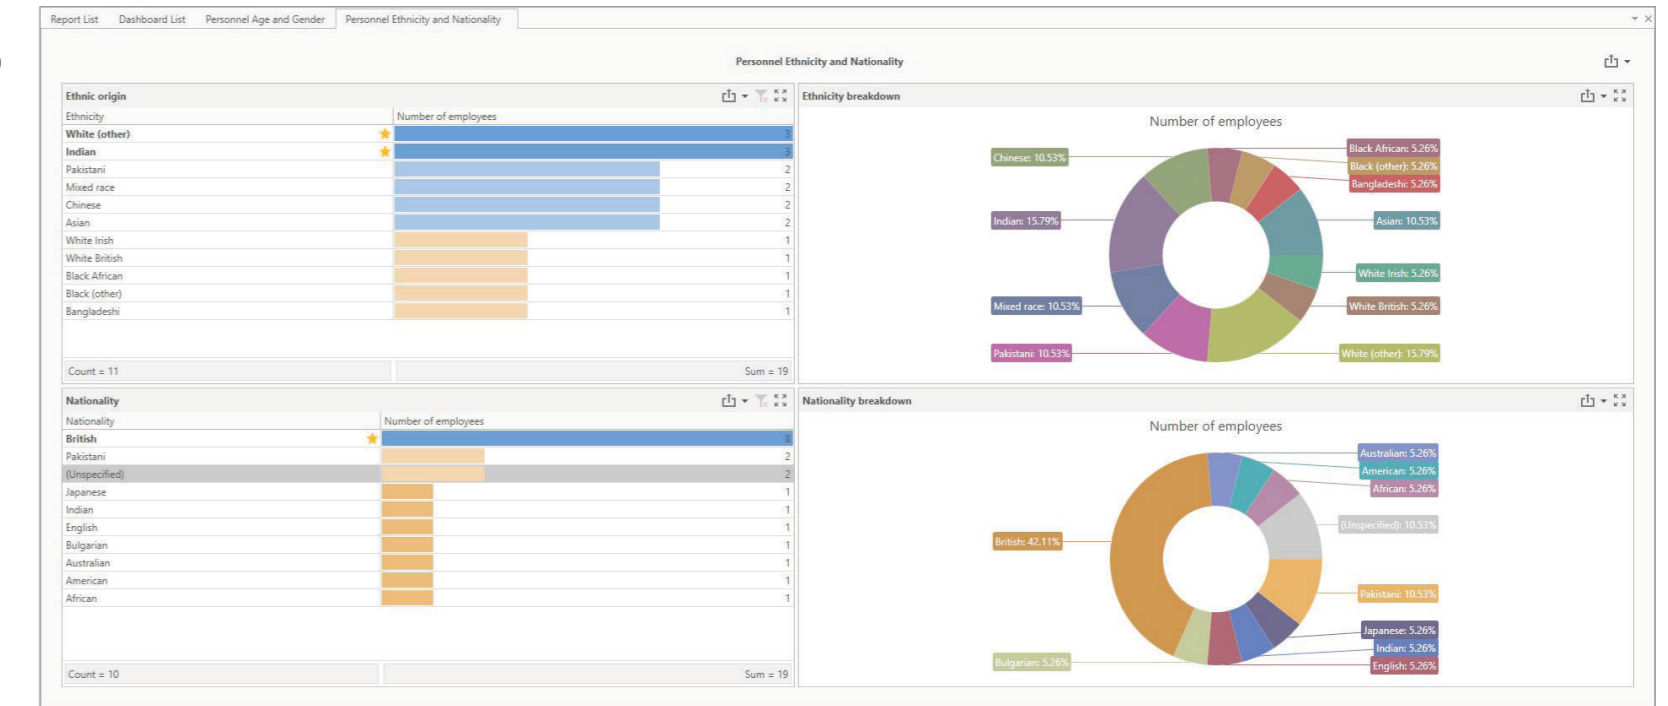 Report List Dashboard List Personnel Age and Gender Personnel Ethnicity and Nationality
Personnel Ethnicity and Nationality
Ethnic origin
Ethnicity Number of employees
White (other) 3
Indian 3
Pakistani 2
Mixed race 2
Chinese 2
Asian 2
White Irish 1
White British 1
Black African 1
Black (other) 1
Bangladeshi 1
Count = 11 Sum = 19
Ethnicity breakdown
Number of employees
Chinese: 10.53%
Black African: 5.26%
Black (other): 5.26%
Bangladeshi: 5.26%
Indian: 15.79%
Asian: 10.53%
White Irish: 5.26%
Mixed race: 10.53%
White British: 5.26%
Pakistani: 10.53%
White (other): 15.79%
Nationality
Nationality Number of employees
British 8
Pakistani 2
(Unspecified) 2
Japanese 1
Indian 1
English 1
Bulgarian 1
Australian 1
American 1
African 1
Count = 10 Sum = 19
Nationality breakdown
Number of employees
Australian: 5.26%
American: 5.26%
African: 5.26%
(Unspecified): 10.53%
British: 42.11%
Pakistani: 10.53%
Japanese: 5.26%
Indian: 5.26%
Bulgarian: 5.26%
English: 5.26%